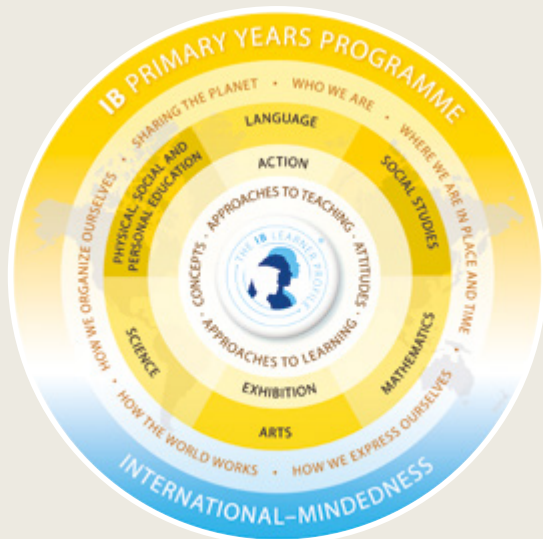 IB PRIMARY YEARS PROGRAMME
SHARING THE PLANET • WHO WE ARE • WHERE WE ARE IN PLACE AND TIME •
HOW WE EXPRESS OURSELVES • HOW THE WORLD WORKS • HOW WE ORGANIZE OURSELVES •
LANGUAGE
SOCIAL STUDIES
MATHEMATICS
ARTS
SCIENCE
PHYSICAL, SOCIAL AND
PERSONAL EDUCATION
ACTION
EXHIBITION
APPROACHES TO TEACHING · ATTITUDES · APPROACHES TO LEARNING · CONCEPTS ·
THE IB LEARNER PROFILE
INTERNATIONAL–MINDEDNESS